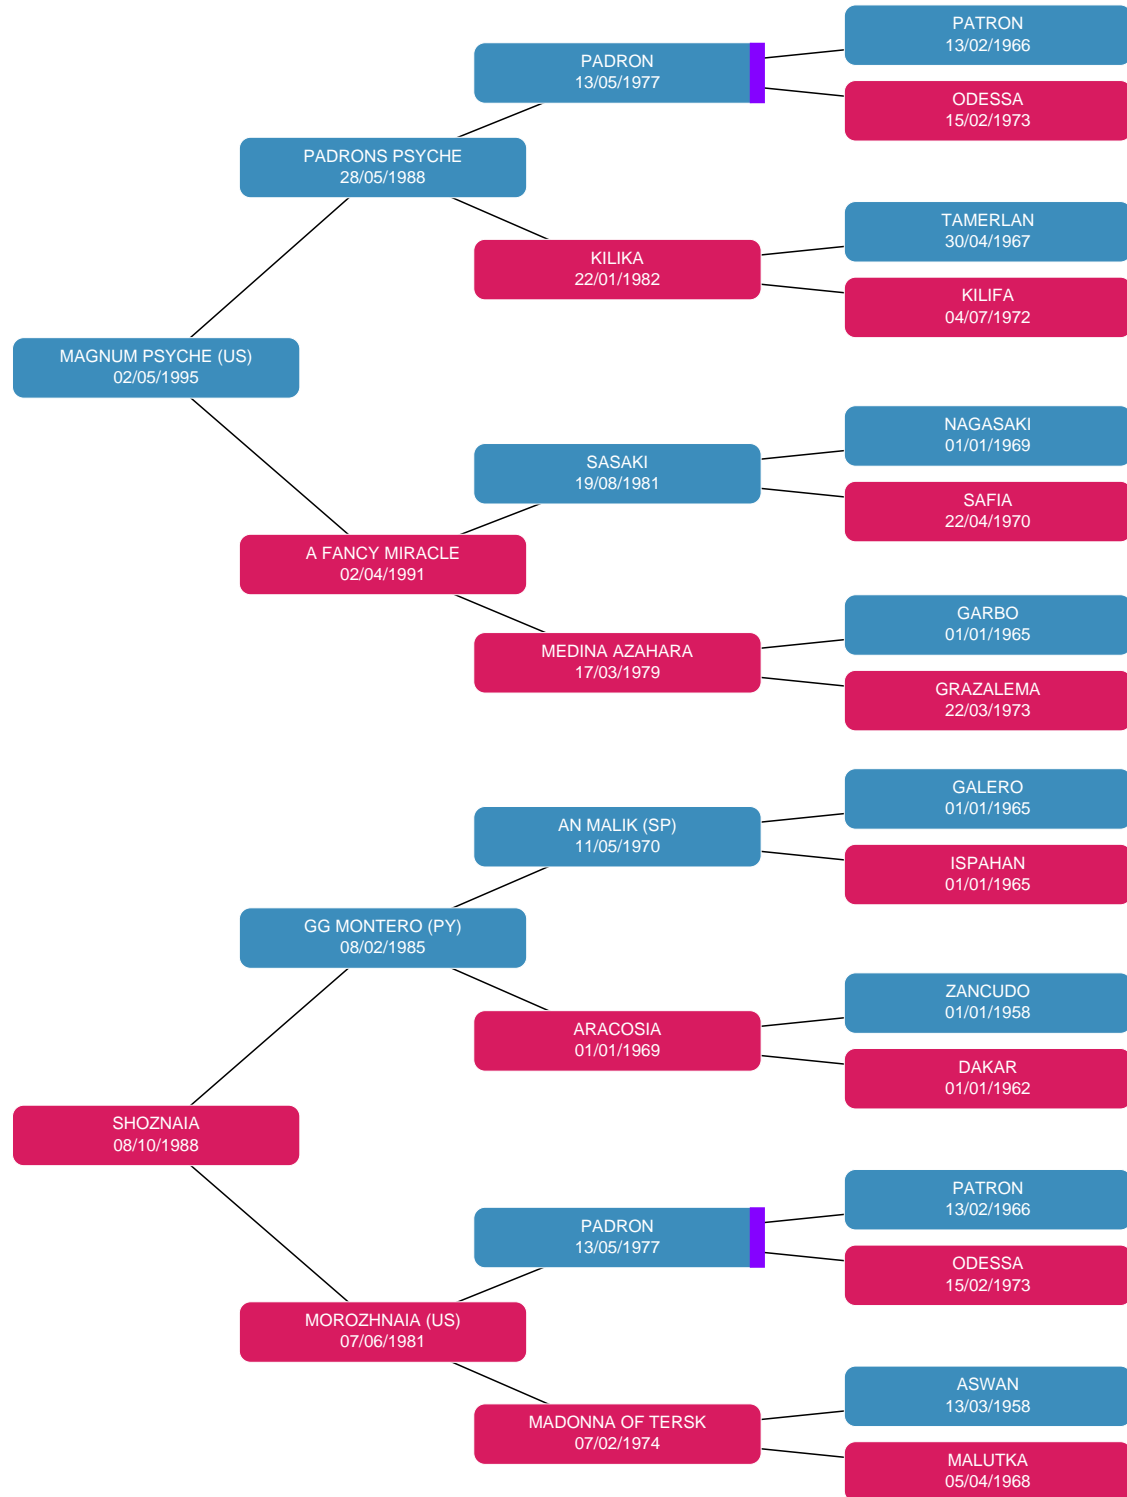 PATRON
13/02/1966
PADRON
13/05/1977
ODESSA
15/02/1973
PADRONS PSYCHE
28/05/1988
TAMERLAN
30/04/1967
KILIKA
22/01/1982
KILIFA
04/07/1972
MAGNUM PSYCHE (US)
02/05/1995
NAGASAKI
01/01/1969
SASAKI
19/08/1981
SAFIA
22/04/1970
A FANCY MIRACLE
02/04/1991
GARBO
01/01/1965
MEDINA AZAHARA
17/03/1979
GRAZALEMA
22/03/1973
GALERO
01/01/1965
AN MALIK (SP)
11/05/1970
ISPAHAN
01/01/1965
GG MONTERO (PY)
08/02/1985
ZANCUDO
01/01/1958
ARACOSIA
01/01/1969
DAKAR
01/01/1962
SHOZNAIA
08/10/1988
PATRON
13/02/1966
PADRON
13/05/1977
ODESSA
15/02/1973
MOROZHNAIA (US)
07/06/1981
ASWAN
13/03/1958
MADONNA OF TERSK
07/02/1974
MALUTKA
05/04/1968